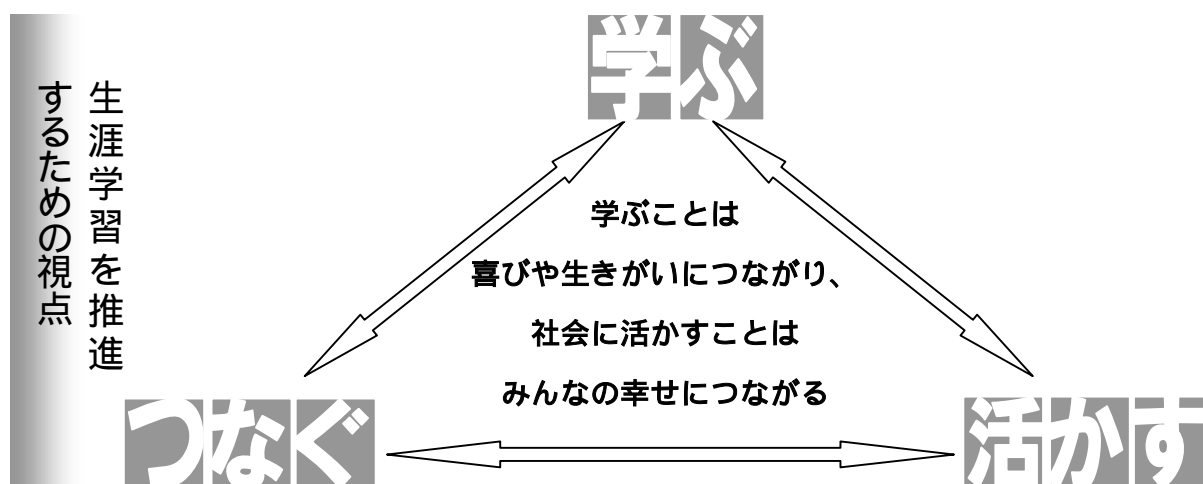 生涯学習を推進
するための視点
学ぶ
学ぶことは
喜びや生きがいにつながり、
社会に活かすことは
みんなの幸せにつながる
つなぐ
活かす